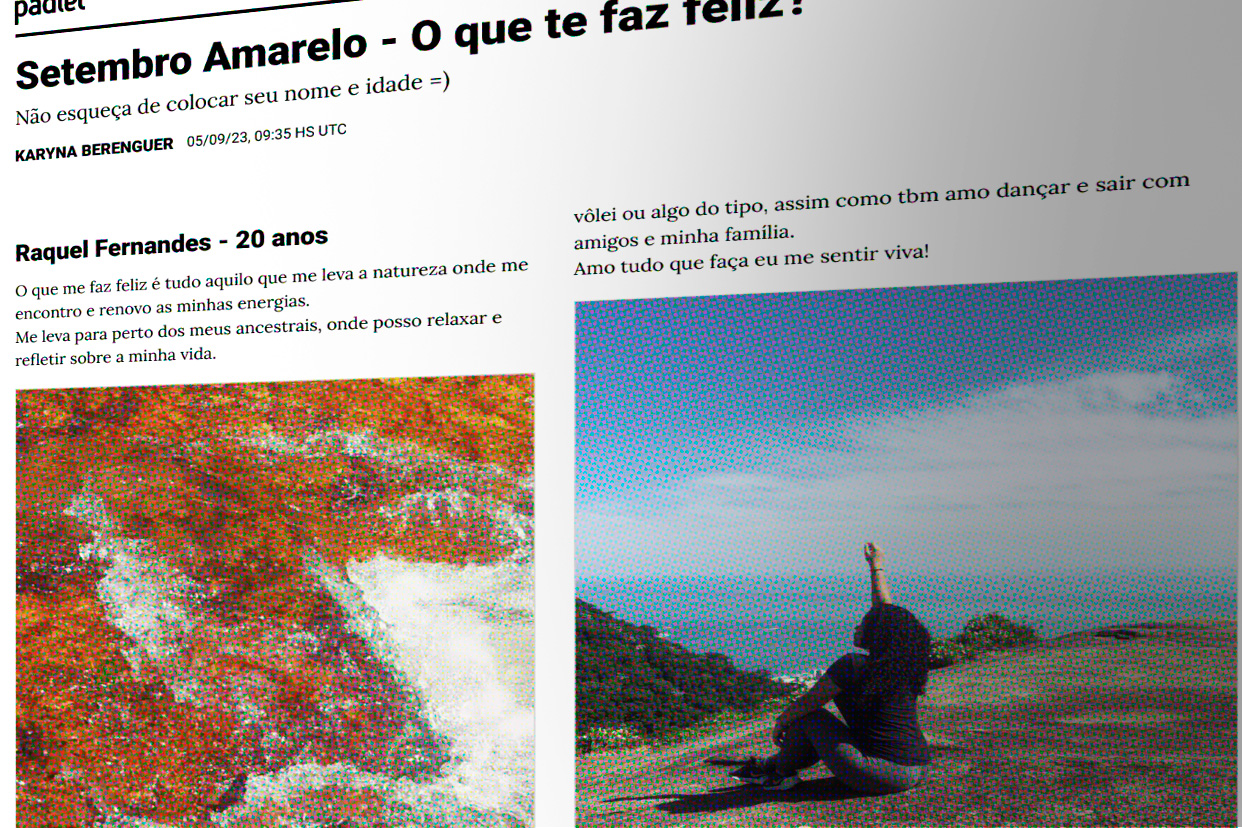 padlet
Setembro Amarelo - O que te faz feliz?
Não esqueça de colocar seu nome e idade =)
KARYNA BERENGUER 05/09/23, 09:35 HS UTC
Raquel Fernandes - 20 anos
O que me faz feliz é tudo aquilo que me leva a natureza onde me
encontro e renovo as minhas energias.
Me leva para perto dos meus ancestrais, onde posso relaxar e
refletir sobre a minha vida.
vôlei ou algo do tipo, assim como tbm amo dançar e sair com
amigos e minha família.
Amo tudo que faça eu me sentir viva!